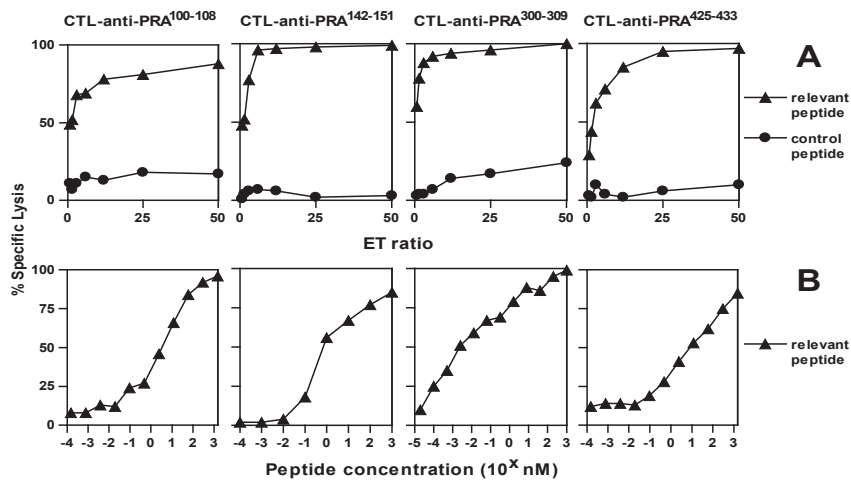 CTL-anti-PRA100-108 CTL-anti-PRA142-151 CTL-anti-PRA300-309 CTL-anti-PRA425-433
A
100
50
0
0 25 50 0 25 50 0 25 50 0 25 50
relevant
peptide
control
peptide
ET ratio
% Specific Lysis
B
100
75
50
25
0
-4 -3 -2 -1 0 1 2 3 -4 -3 -2 -1 0 1 2 3 -5 -4 -3 -2 -1 0 1 2 3 -4 -3 -2 -1 0 1 2 3
relevant
peptide
Peptide concentration (10x nM)